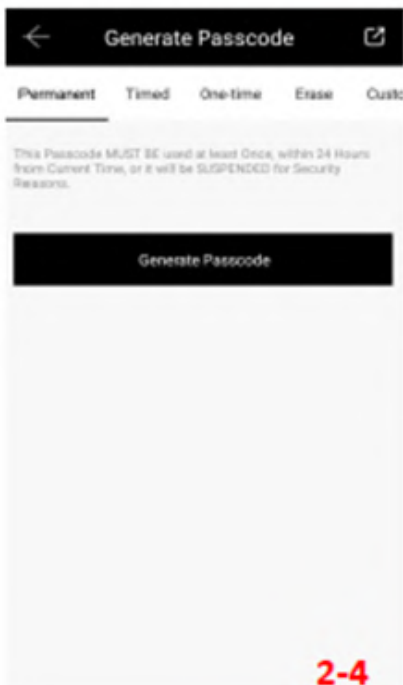 Generate Passcode
Permanent Timed One-time Erase Custo
This Passcode MUST BE used at least Once, within 24 Hours
from Current Time, or it will be SUSPENDED for Security
Reasons.
Generate Passcode
2-4